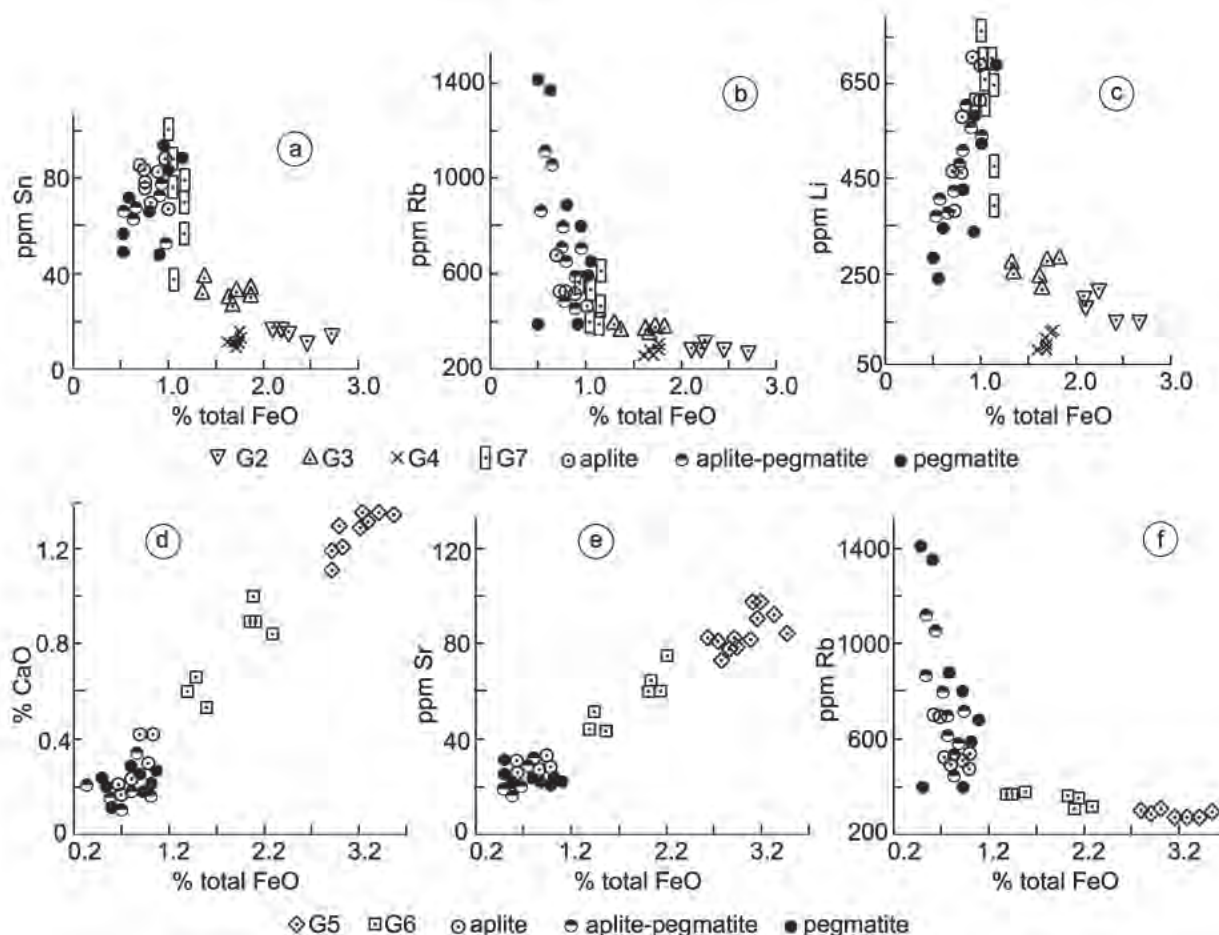 a
b
c
ppm Sn
80
40
0
0 1.0 2.0 3.0
% total FeO
ppm Rb
1400
1000
600
200
0 1.0 2.0 3.0
% total FeO
ppm Li
650
450
250
50
0 1.0 2.0 3.0
% total FeO
G2 G3 G4 G7 aplite aplite-pegmatite pegmatite
d
e
f
% CaO
1.2
0.8
0.4
0
0.2 1.2 2.2 3.2
% total FeO
ppm Sr
120
80
40
0
0.2 1.2 2.2 3.2
% total FeO
ppm Rb
1400
1000
600
200
0.2 1.2 2.2 3.2
% total FeO
G5 G6 aplite aplite-pegmatite pegmatite